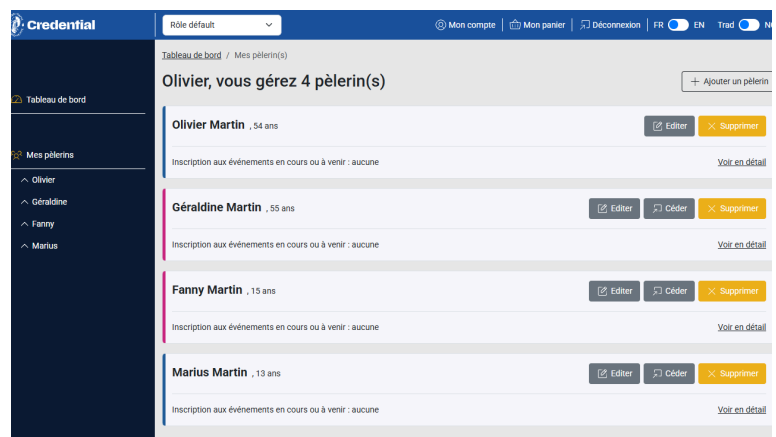 Credential
Rôle défault
Mon compte
Mon panier
Déconnexion
FR EN
Trad
Tableau de bord / Mes pèlerin(s)
Olivier, vous gérez 4 pèlerin(s)
Ajouter un pèlerin
Tableau de bord
Mes pèlerins
Olivier
Géraldine
Fanny
Marius
Olivier Martin , 54 ans
Editer
Supprimer
Inscription aux événements en cours ou à venir : aucune
Voir en détail
Géraldine Martin , 55 ans
Editer
Céder
Supprimer
Inscription aux événements en cours ou à venir : aucune
Voir en détail
Fanny Martin , 15 ans
Editer
Céder
Supprimer
Inscription aux événements en cours ou à venir : aucune
Voir en détail
Marius Martin , 13 ans
Editer
Céder
Supprimer
Inscription aux événements en cours ou à venir : aucune
Voir en détail